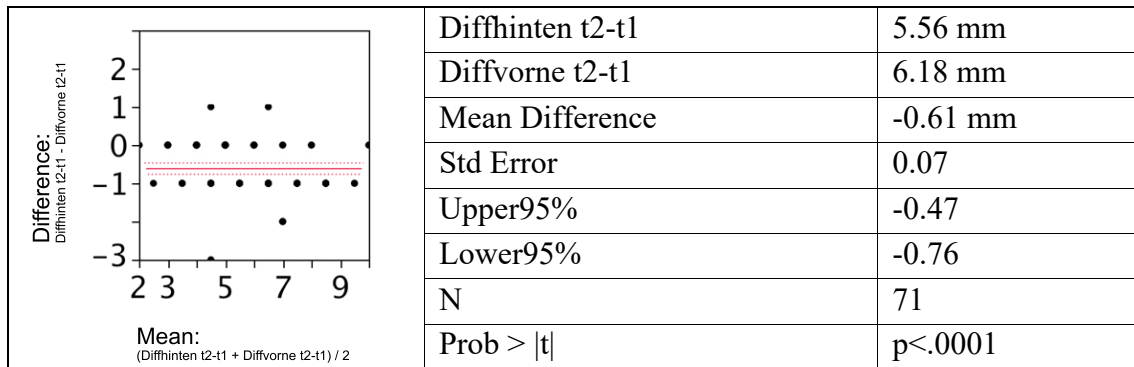 Difference:
Diffhinten t2-t1 - Diffvorne t2-t1
2
1
0
−1
−3
2 3 5 7 9
Mean:
(Diffhinten t2-t1 + Diffvorne t2-t1) / 2
Diffhinten t2-t1 5.56 mm
Diffvorne t2-t1 6.18 mm
Mean Difference -0.61 mm
Std Error 0.07
Upper95% -0.47
Lower95% -0.76
N 71
Prob > |t| p<.0001